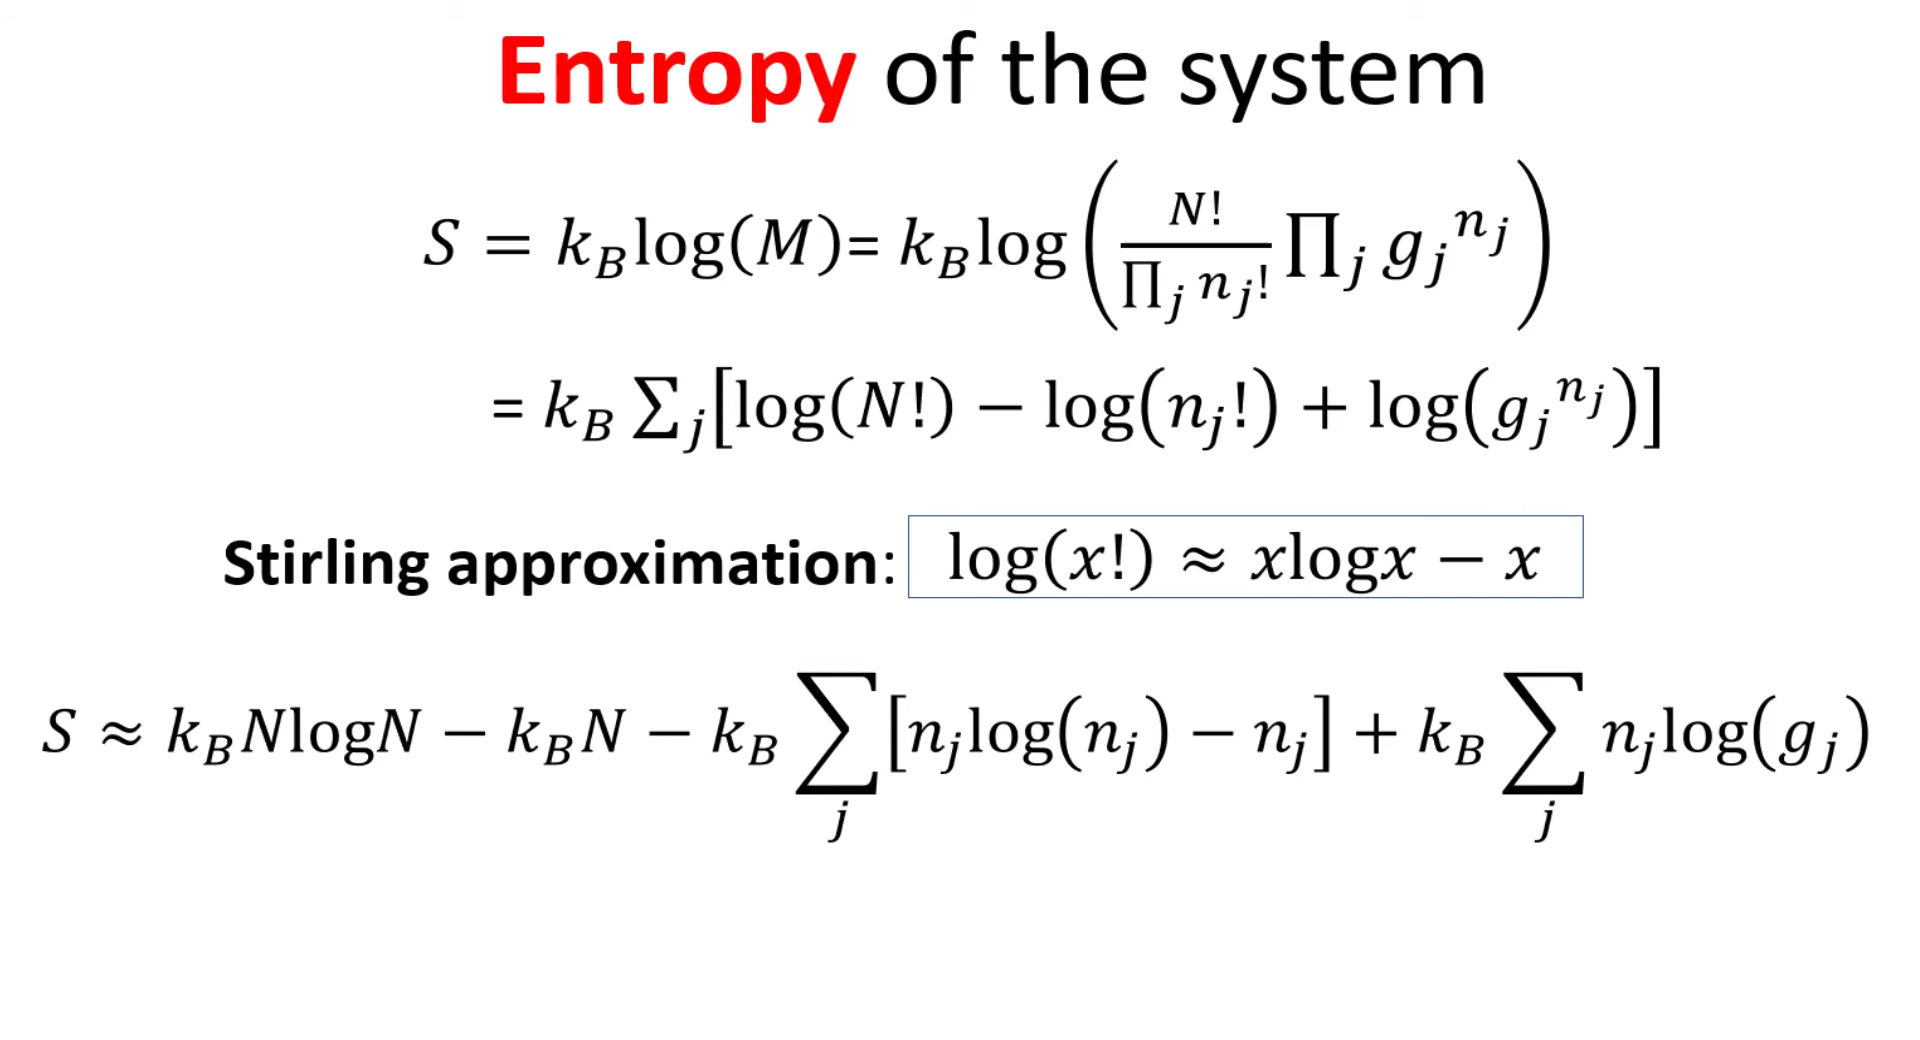 Entropy of the system
S = k_B log(M)= k_B log( N! / ∏_j n_j! ∏_j g_j^{n_j} )
= k_B ∑_j [log(N!) − log(n_j!) + log(g_j^{n_j})]
Stirling approximation: log(x!) ≈ xlogx − x
S ≈ k_B NlogN − k_B N − k_B ∑_j [n_j log(n_j) − n_j] + k_B ∑_j n_j log(g_j)